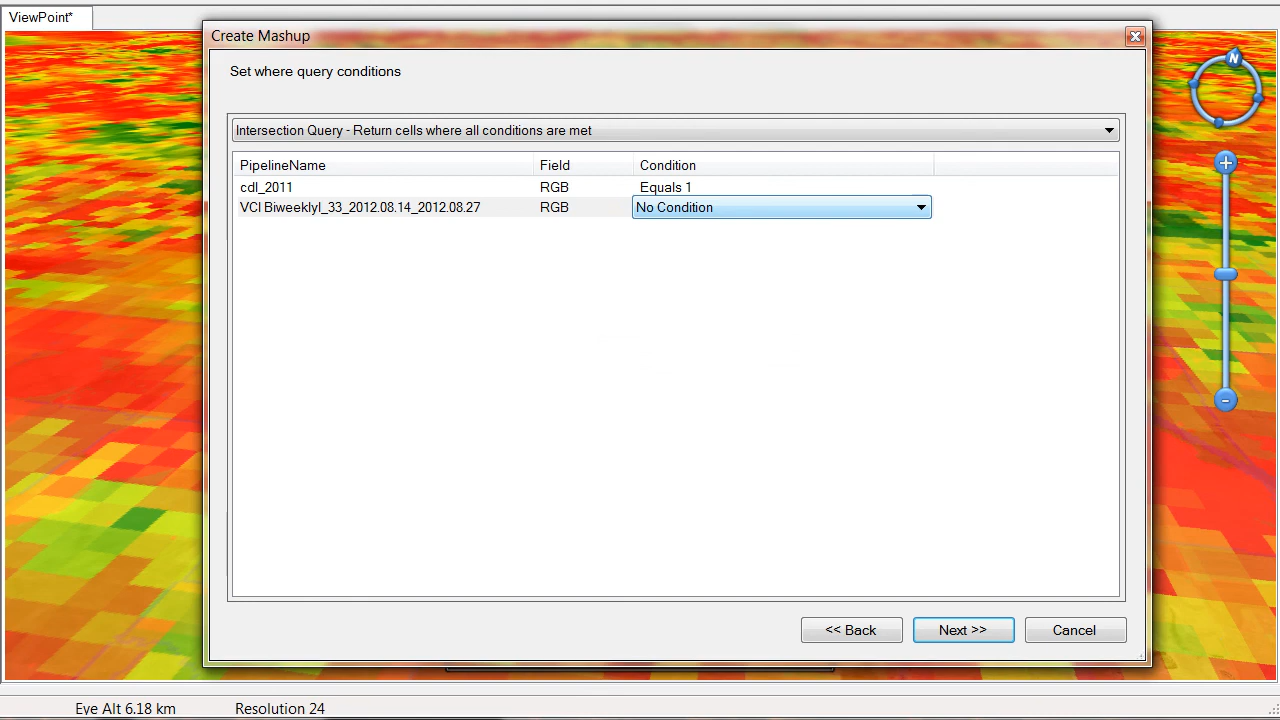 ViewPoint*
Create Mashup
Set where query conditions
Intersection Query - Return cells where all conditions are met
PipelineName Field Condition
cdl_2011 RGB Equals 1
VCI Biweeklyl_33_2012.08.14_2012.08.27 RGB No Condition
N
+
-
<< Back Next >> Cancel
Eye Alt 6.18 km Resolution 24